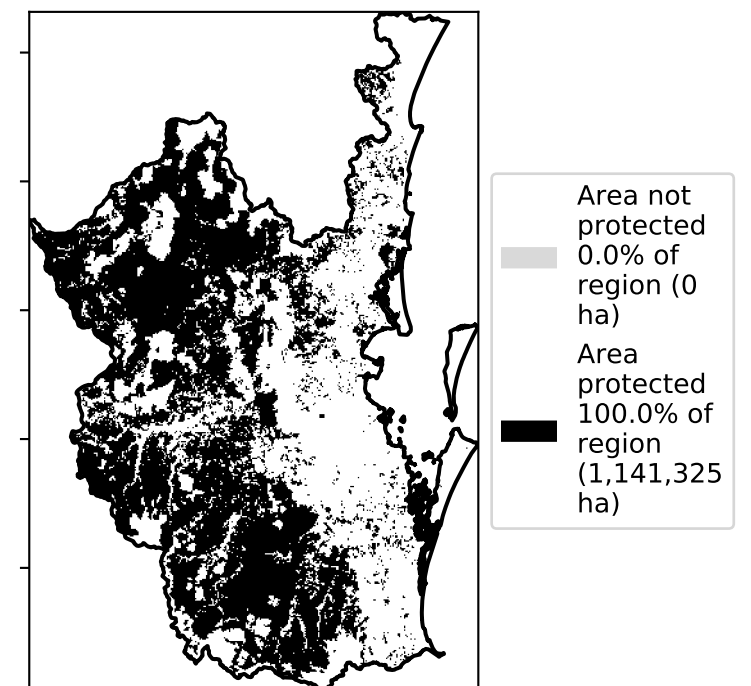 Area not
protected
0.0% of
region (0
ha)
Area
protected
100.0% of
region
(1,141,325
ha)